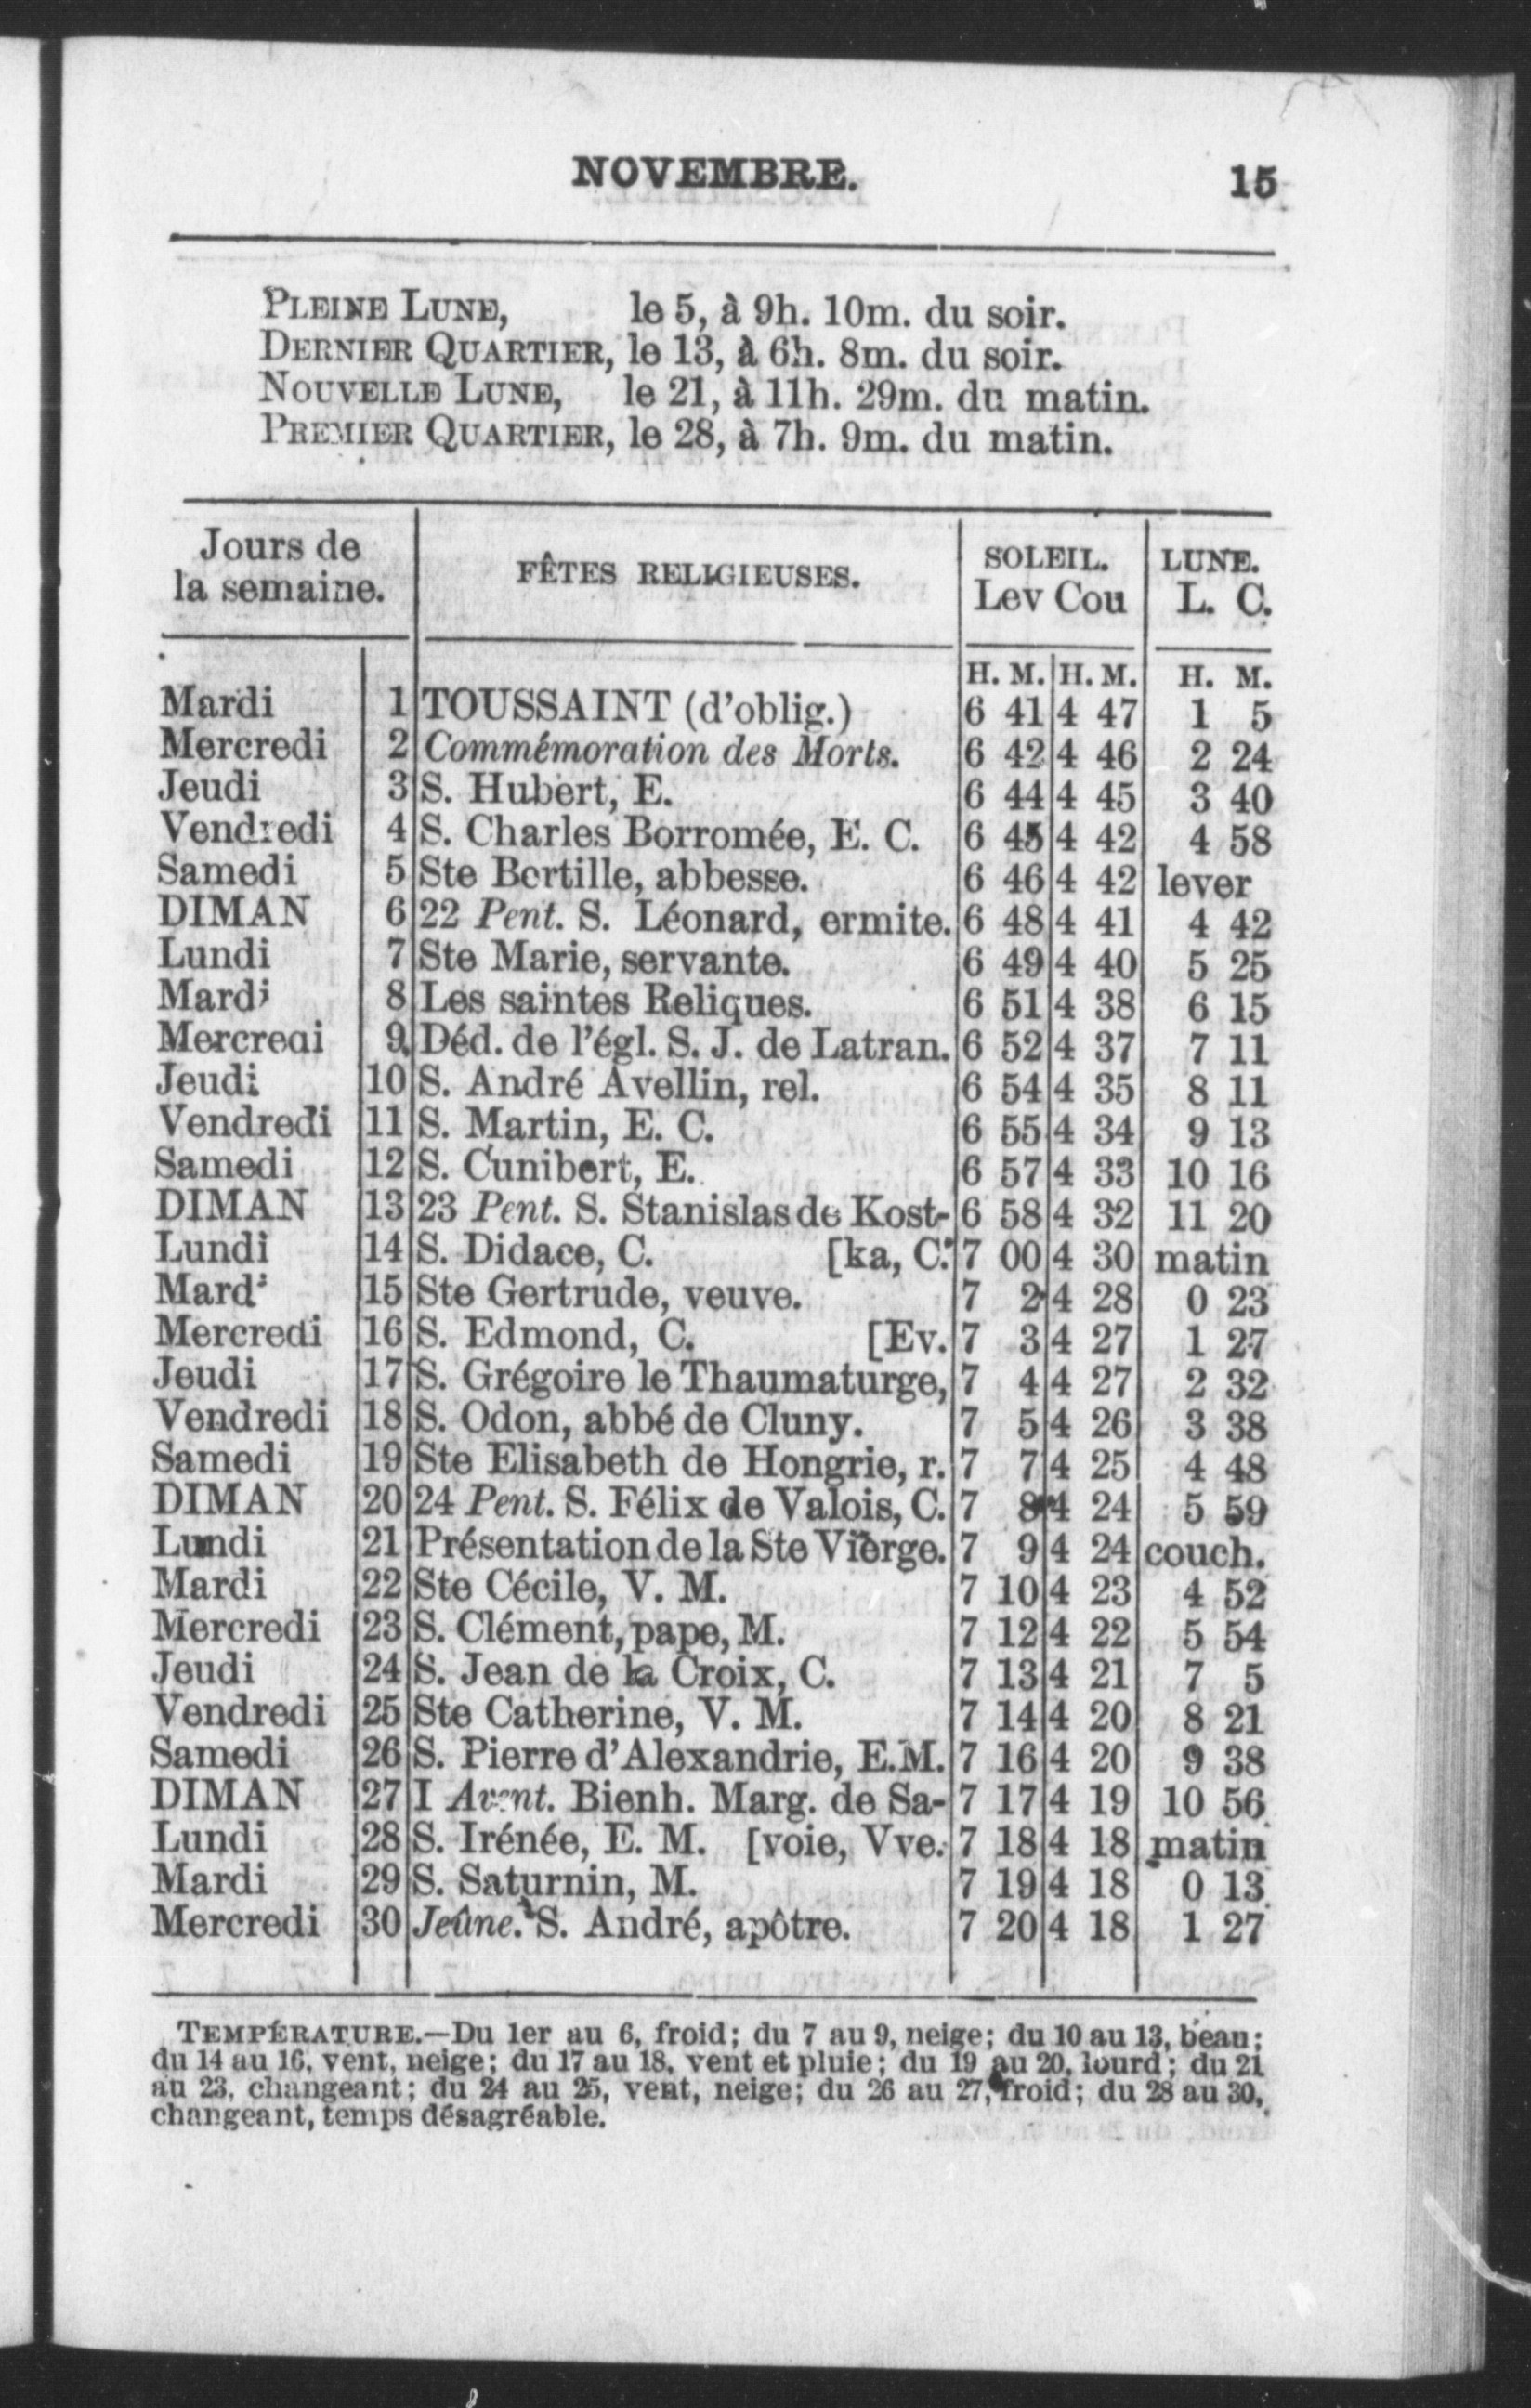 NOVEMBRE. 15
PLEINE LUNE, le 5, à 9h. 10m. du soir.
DERNIER QUARTIER, le 13, à 6h. 8m. du soir.
NOUVELLE LUNE, le 21, à 11h. 29m. du matin.
PREMIER QUARTIER, le 28, à 7h. 9m. du matin.
Jours de la semaine. FÊTES RELIGIEUSES. SOLEIL. Lev Cou LUNE. L. C.
H. M. H. M. H. M.
Mardi 1 TOUSSAINT (d'oblig.) 6 41 4 47 1 5
Mercredi 2 Commémoration des Morts. 6 42 4 46 2 24
Jeudi 3 S. Hubert, E. 6 44 4 45 3 40
Vendredi 4 S. Charles Borromée, E. C. 6 45 4 42 4 58
Samedi 5 Ste Bertille, abbesse. 6 46 4 42 lever
DIMAN 6 22 Pent. S. Léonard, ermite. 6 48 4 41 4 42
Lundi 7 Ste Marie, servante. 6 49 4 40 5 25
Mardi 8 Les saintes Reliques. 6 51 4 38 6 15
Mercredi 9 Déd. de l'égl. S. J. de Latran. 6 52 4 37 7 11
Jeudi 10 S. André Avellin, rel. 6 54 4 35 8 11
Vendredi 11 S. Martin, E. C. 6 55 4 34 9 13
Samedi 12 S. Cunibert, E. 6 57 4 33 10 16
DIMAN 13 23 Pent. S. Stanislas de Kost- 6 58 4 32 11 20
Lundi 14 S. Didace, C. [ka, C. 7 00 4 30 matin
Mardi 15 Ste Gertrude, veuve. 7 2 4 28 0 23
Mercredi 16 S. Edmond, C. [Ev. 7 3 4 27 1 27
Jeudi 17 S. Grégoire le Thaumaturge, 7 4 4 27 2 32
Vendredi 18 S. Odon, abbé de Cluny. 7 5 4 26 3 38
Samedi 19 Ste Elisabeth de Hongrie, r. 7 7 4 25 4 48
DIMAN 20 24 Pent. S. Félix de Valois, C. 7 8 4 24 5 59
Lundi 21 Présentation de la Ste Vierge. 7 9 4 24 couch.
Mardi 22 Ste Cécile, V. M. 7 10 4 23 4 52
Mercredi 23 S. Clément, pape, M. 7 12 4 22 5 54
Jeudi 24 S. Jean de la Croix, C. 7 13 4 21 7 5
Vendredi 25 Ste Catherine, V. M. 7 14 4 20 8 21
Samedi 26 S. Pierre d'Alexandrie, E.M. 7 16 4 20 9 38
DIMAN 27 I Avent. Bienh. Marg. de Sa- 7 17 4 19 10 56
Lundi 28 S. Irénée, E. M. [voie, Vve. 7 18 4 18 matin
Mardi 29 S. Saturnin, M. 7 19 4 18 0 13
Mercredi 30 Jeûne. S. André, apôtre. 7 20 4 18 1 27
TEMPÉRATURE.—Du 1er au 6, froid; du 7 au 9, neige; du 10 au 13, beau;
du 14 au 16, vent, neige; du 17 au 18, vent et pluie; du 19 au 20, lourd; du 21
au 23, changeant; du 24 au 25, vent, neige; du 26 au 27, froid; du 28 au 30,
changeant, temps désagréable.